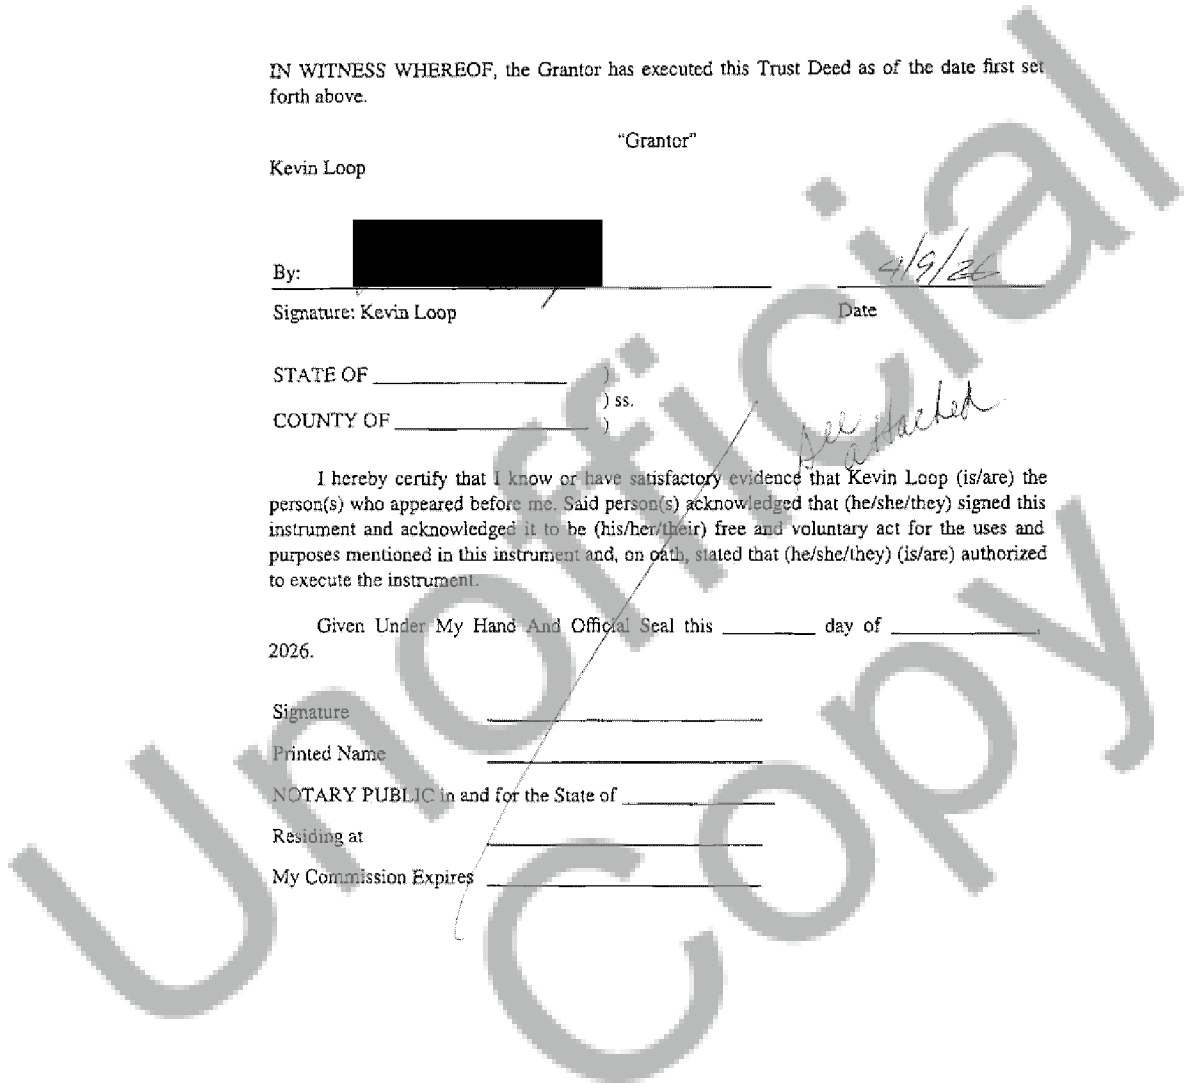 IN WITNESS WHEREOF, the Grantor has executed this Trust Deed as of the date first set
forth above.
"Grantor"
Kevin Loop
By:
4/9/26
Signature: Kevin Loop
Date
STATE OF ____________ )
) ss.
COUNTY OF ____________ )
See
attached
I hereby certify that I know or have satisfactory evidence that Kevin Loop (is/are) the
person(s) who appeared before me. Said person(s) acknowledged that (he/she/they) signed this
instrument and acknowledged it to be (his/her/their) free and voluntary act for the uses and
purposes mentioned in this instrument and, on oath, stated that (he/she/they) (is/are) authorized
to execute the instrument.
Given Under My Hand And Official Seal this ________ day of ____________,
2026.
Signature
Printed Name
NOTARY PUBLIC in and for the State of ____________
Residing at
My Commission Expires
Unofficial
Copy